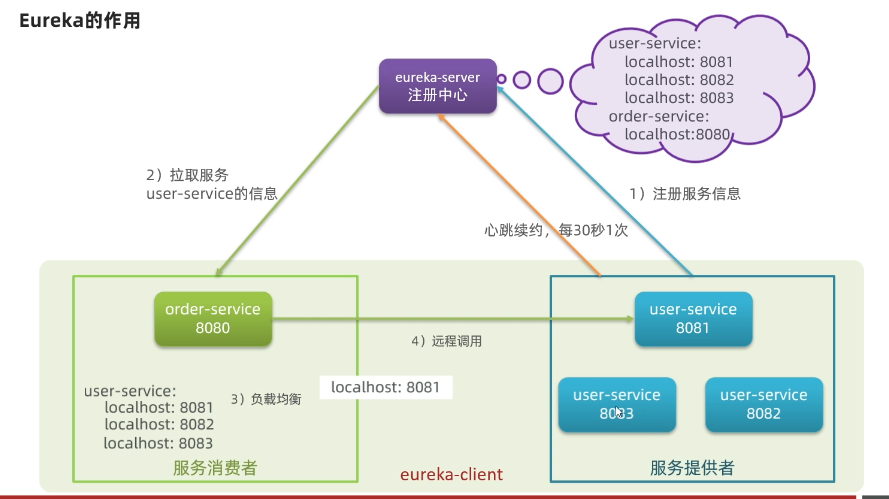 Eureka的作用
eureka-server
注册中心
user-service:
localhost: 8081
localhost: 8082
localhost: 8083
order-service:
localhost:8080
2）拉取服务
user-service的信息
1）注册服务信息
心跳续约，每30秒1次
order-service
8080
user-service
8081
4）远程调用
localhost: 8081
user-service:
localhost: 8081
localhost: 8082
localhost: 8083
3）负载均衡
user-service
8083
user-service
8082
服务消费者
eureka-client
服务提供者